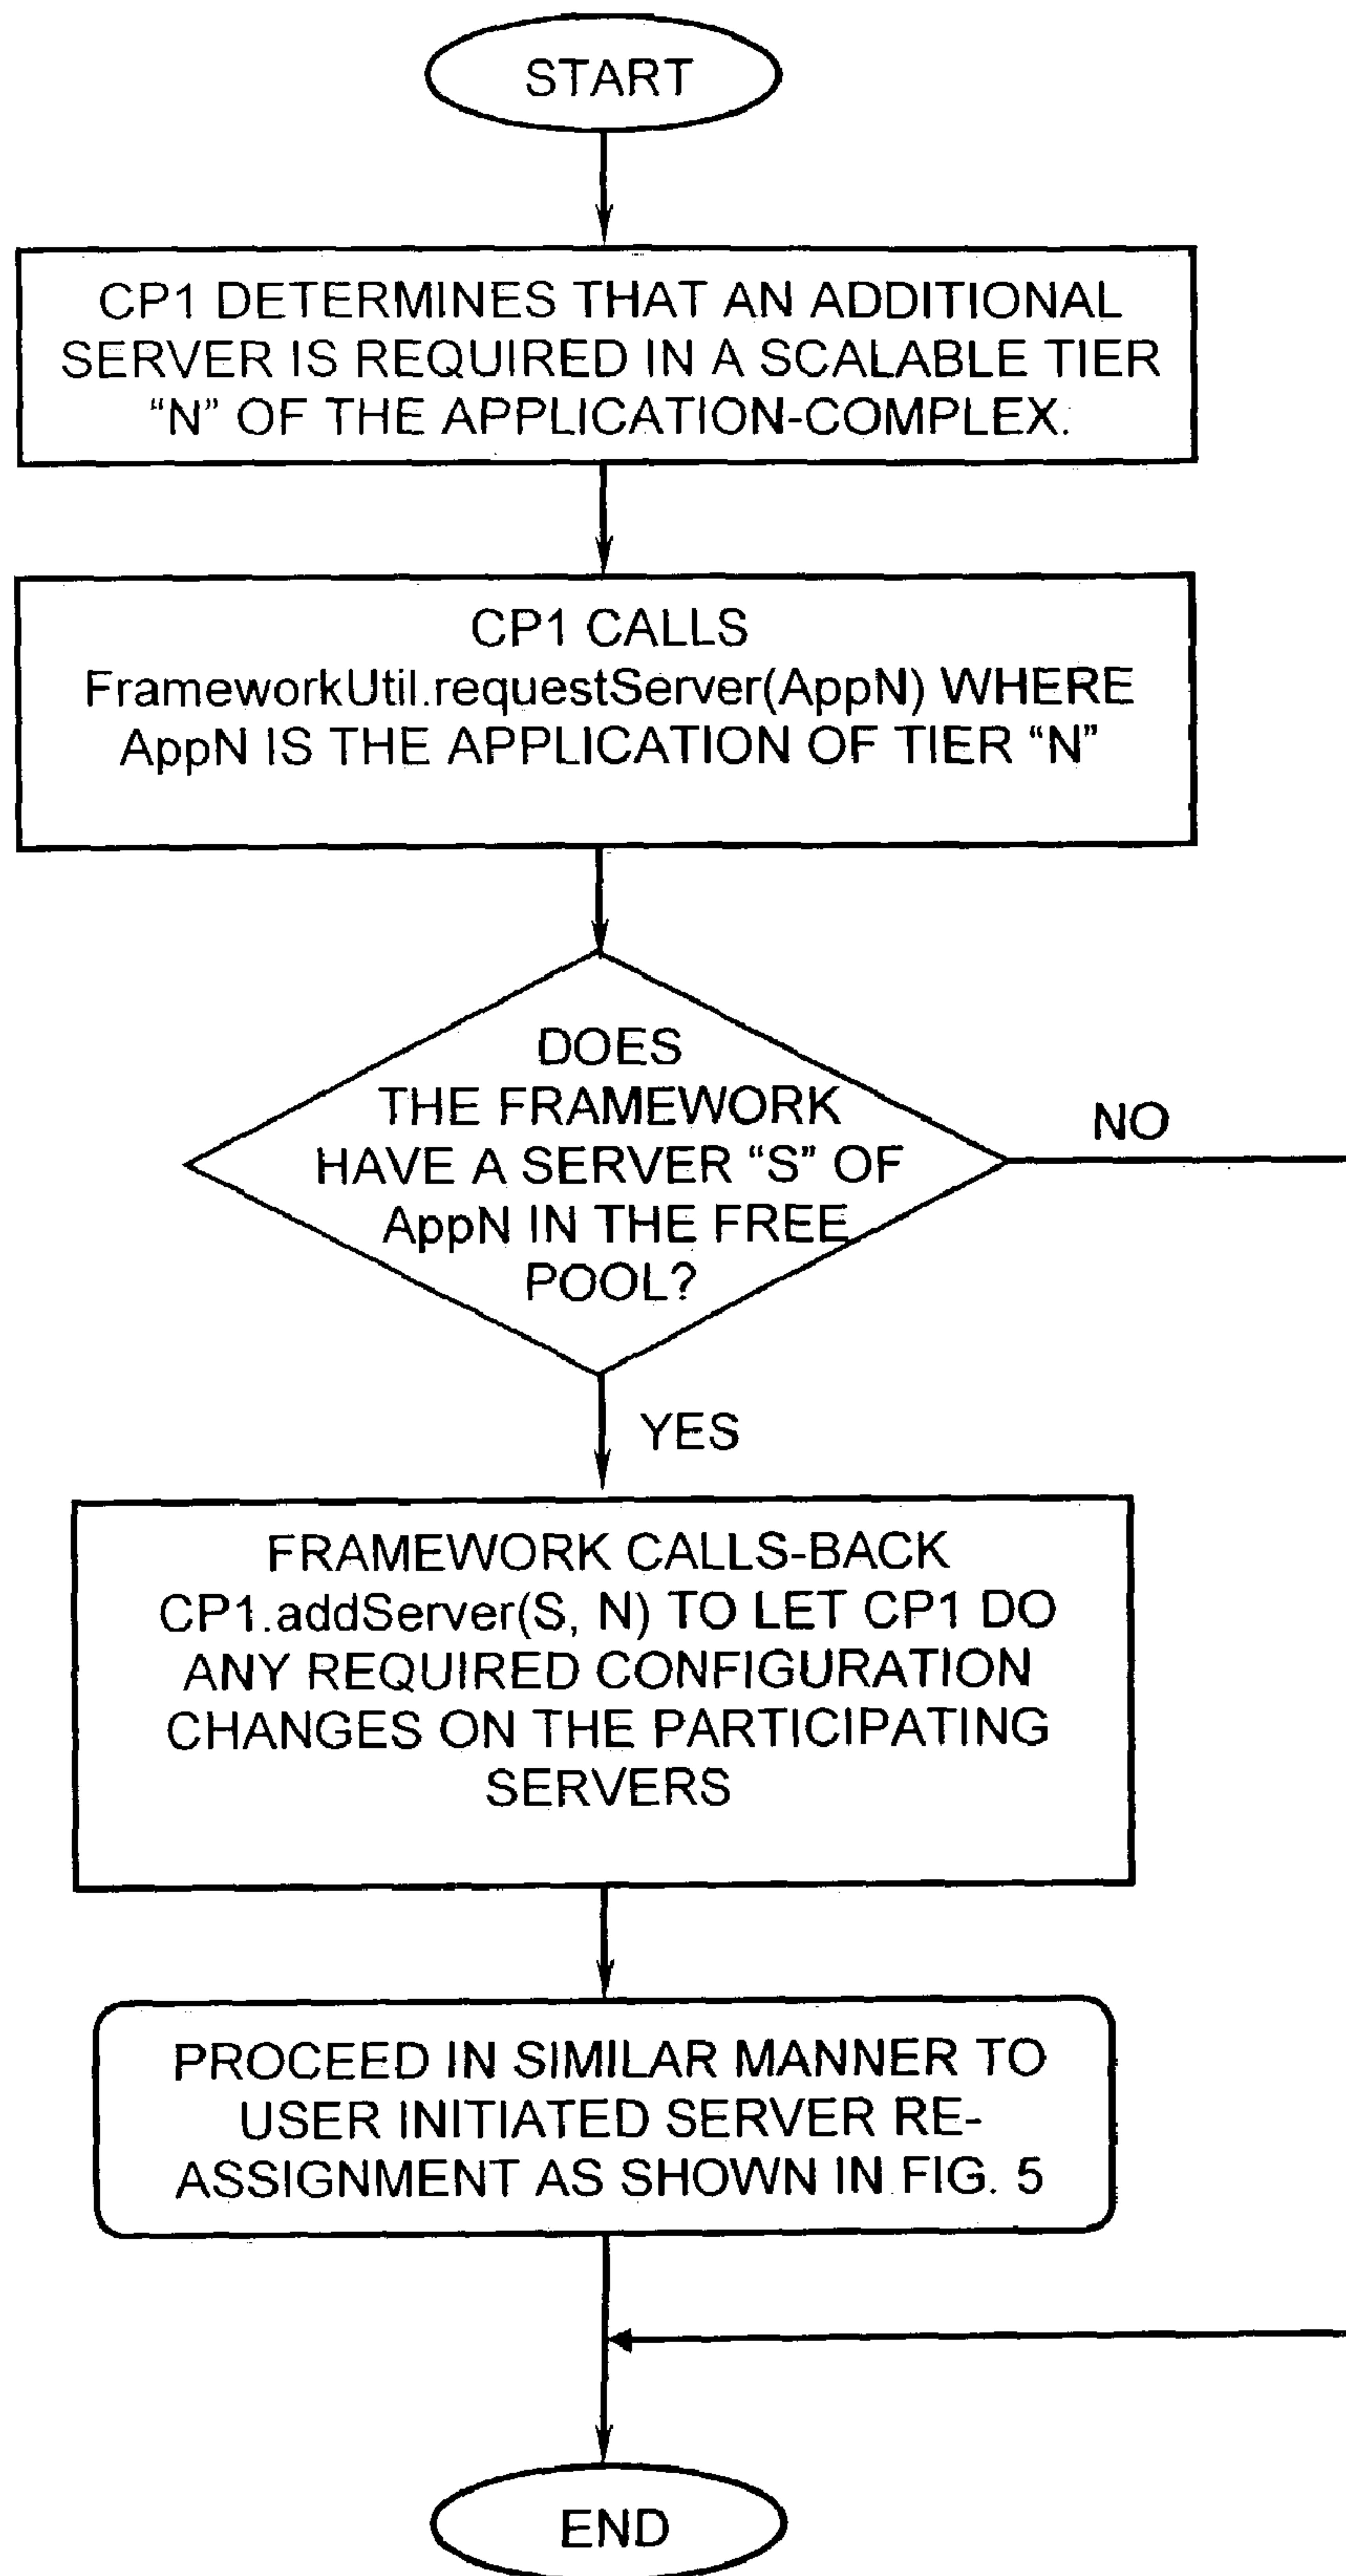 START
CP1 DETERMINES THAT AN ADDITIONAL
SERVER IS REQUIRED IN A SCALABLE TIER
“N” OF THE APPLICATION-COMPLEX.
CP1 CALLS
FrameworkUtil.requestServer(AppN) WHERE
AppN IS THE APPLICATION OF TIER “N”
DOES
THE FRAMEWORK
HAVE A SERVER “S” OF
AppN IN THE FREE
POOL?
NO
YES
FRAMEWORK CALLS-BACK
CP1.addServer(S, N) TO LET CP1 DO
ANY REQUIRED CONFIGURATION
CHANGES ON THE PARTICIPATING
SERVERS
PROCEED IN SIMILAR MANNER TO
USER INITIATED SERVER RE-
ASSIGNMENT AS SHOWN IN FIG. 5
END